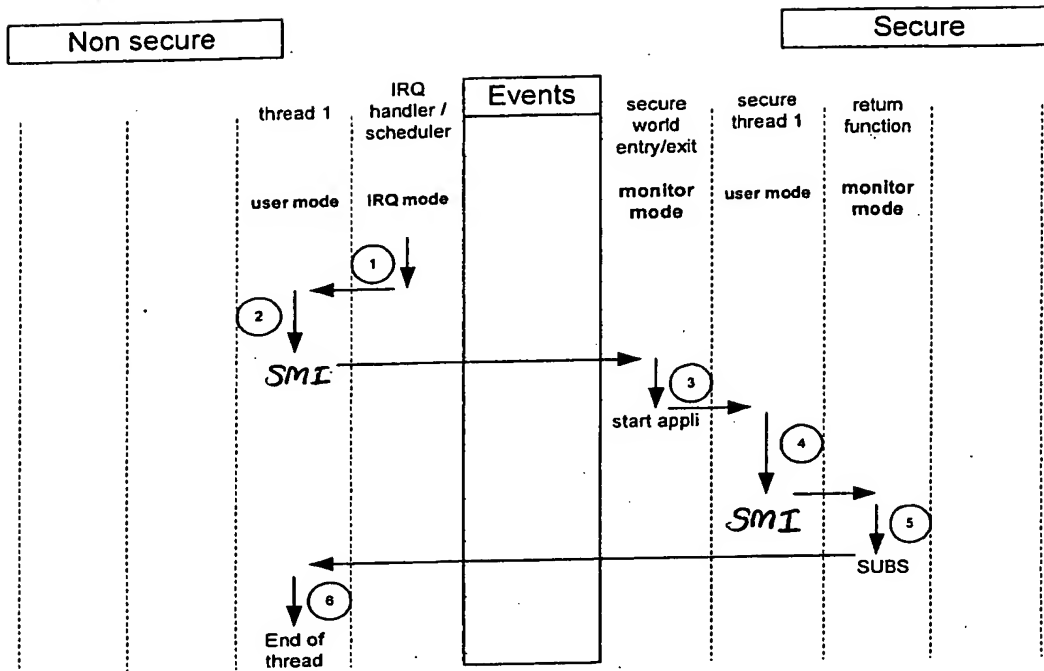 Non secure
Secure
thread 1
IRQ
handler /
scheduler
Events
secure
world
entry/exit
secure
thread 1
return
function
user mode
IRQ mode
monitor
mode
user mode
monitor
mode
1
2
SMI
3
start appli
4
SMI
5
SUBS
6
End of
thread